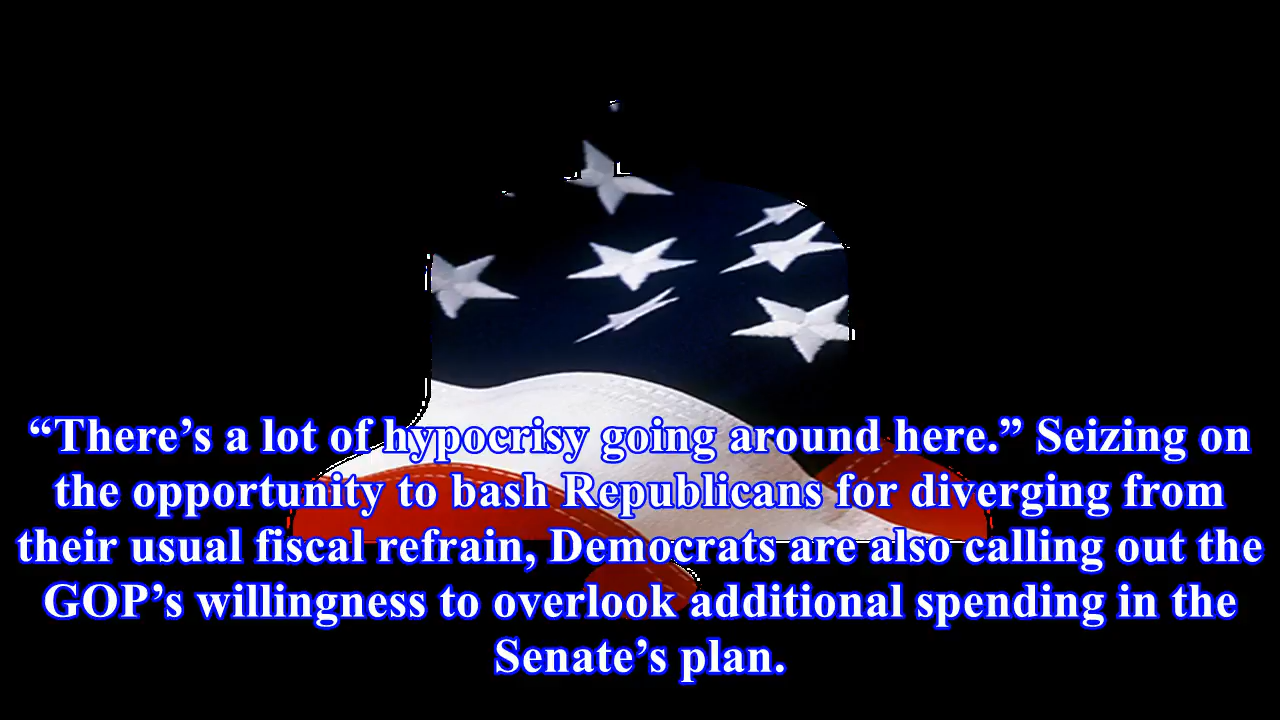 “There’s a lot of hypocrisy going around here.” Seizing on
the opportunity to bash Republicans for diverging from
their usual fiscal refrain, Democrats are also calling out the
GOP’s willingness to overlook additional spending in the
Senate’s plan.